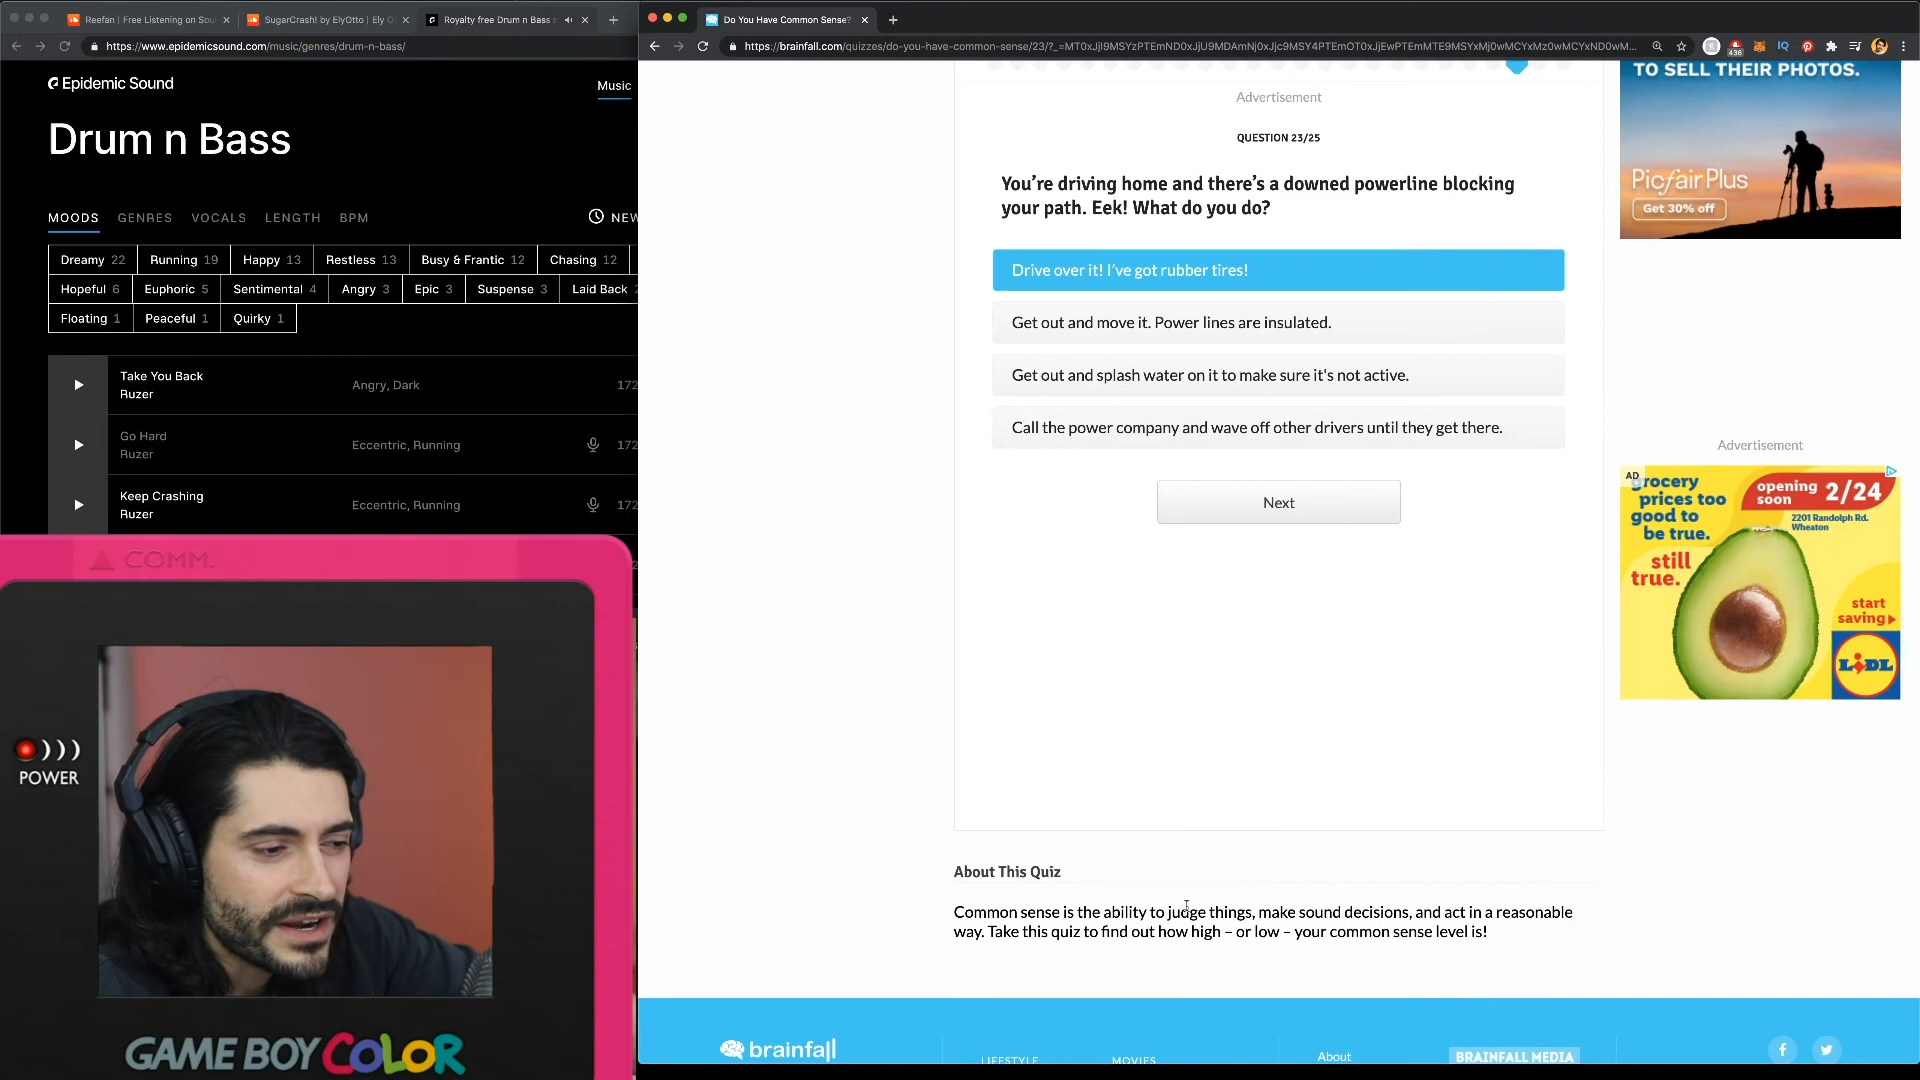 Reefan | Free Listening on Sou
SugarCrash! by ElyOtto | Ely O
Royalty free Drum n Bass
https://www.epidemicsound.com/music/genres/drum-n-bass/
Epidemic Sound
Music
Drum n Bass
MOODS GENRES VOCALS LENGTH BPM
NEW
Dreamy 22
Running 19
Happy 13
Restless 13
Busy & Frantic 12
Chasing 12
Hopeful 6
Euphoric 5
Sentimental 4
Angry 3
Epic 3
Suspense 3
Laid Back
Floating 1
Peaceful 1
Quirky 1
Take You Back
Ruzer
Angry, Dark
172
Go Hard
Ruzer
Eccentric, Running
172
Keep Crashing
Ruzer
Eccentric, Running
172
COMM.
POWER
GAME BOY COLOR
Do You Have Common Sense?
436
IQ
TO SELL THEIR PHOTOS.
Picfair Plus
Get 30% off
Advertisement
QUESTION 23/25
You're driving home and there's a downed powerline blocking
your path. Eek! What do you do?
Drive over it! I've got rubber tires!
Get out and move it. Power lines are insulated.
Get out and splash water on it to make sure it's not active.
Call the power company and wave off other drivers until they get there.
Next
Advertisement
AD
grocery
prices too
good to
be true.
still
true.
opening
soon
2/24
2201 Randolph Rd.
Wheaton
start
saving
LIDL
About This Quiz
Common sense is the ability to judge things, make sound decisions, and act in a reasonable
way. Take this quiz to find out how high – or low – your common sense level is!
brainfall
LIFESTYLE
MOVIES
About
BRAINFALL MEDIA